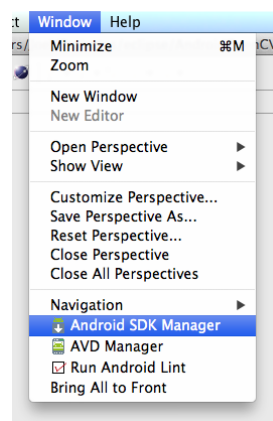 Window Help
Minimize ⌘M
Zoom
New Window
New Editor
Open Perspective
Show View
Customize Perspective...
Save Perspective As...
Reset Perspective...
Close Perspective
Close All Perspectives
Navigation
Android SDK Manager
AVD Manager
Run Android Lint
Bring All to Front